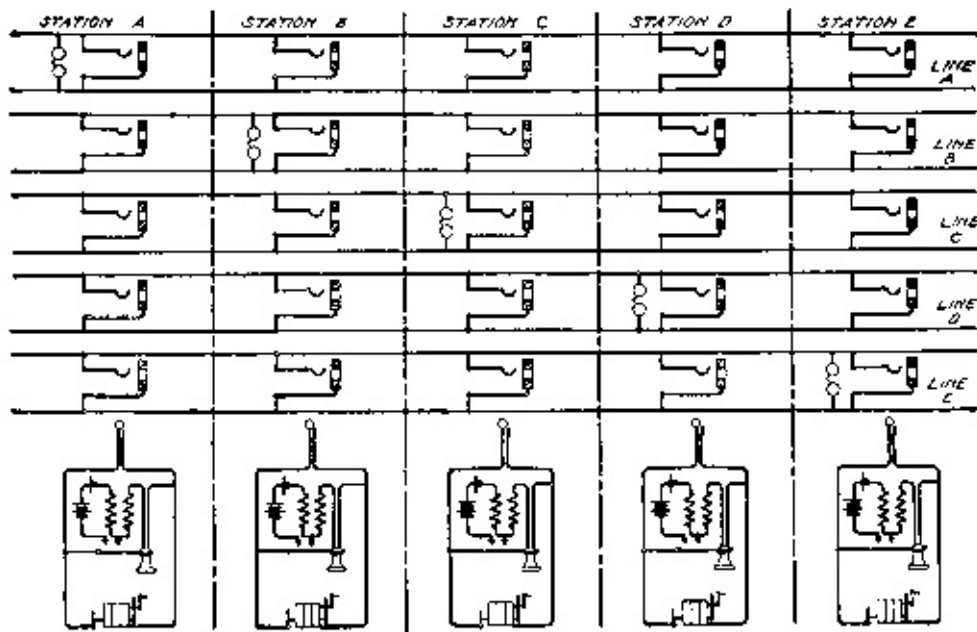 STATION A
STATION B
STATION C
STATION D
STATION E
LINE
A
LINE
B
LINE
C
LINE
D
LINE
E